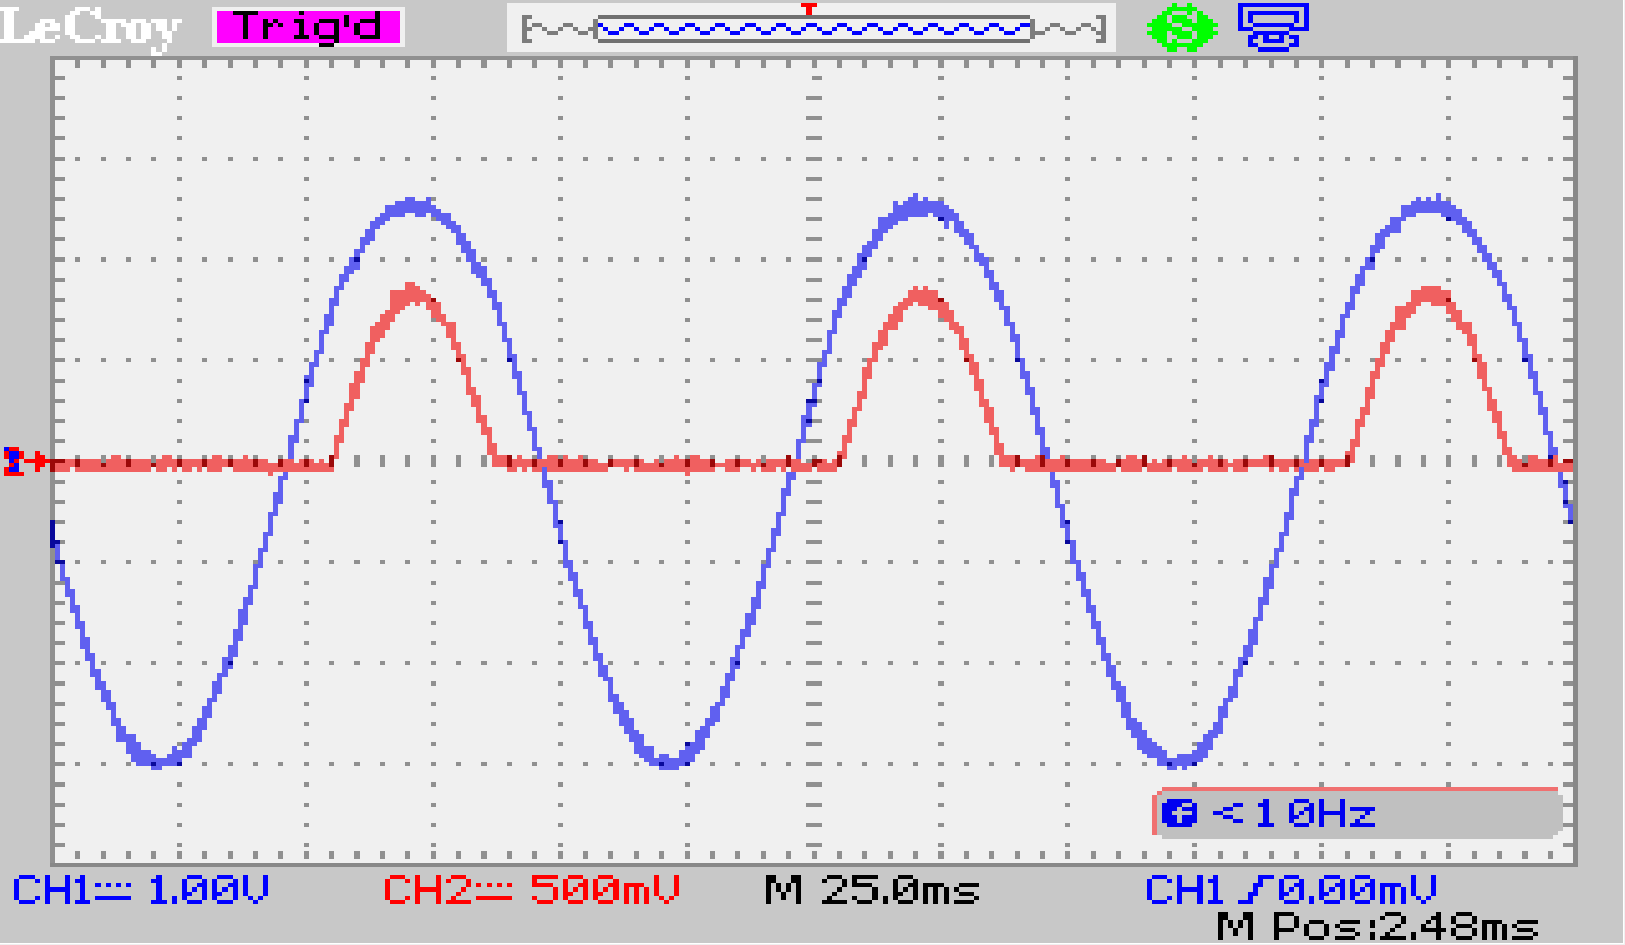 LeCroy Trig'd S
f <10Hz
CH1 1.00V CH2 500mV M 25.0ms CH1 0.00mV
M Pos:2.48ms